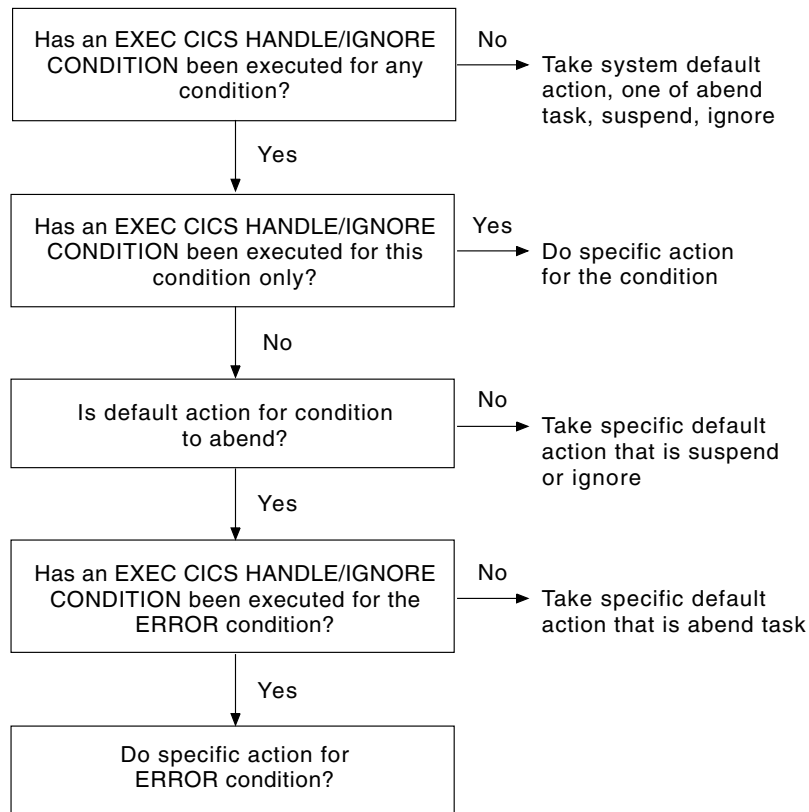 Has an EXEC CICS HANDLE/IGNORE
CONDITION been executed for any
condition?
No
Take system default
action, one of abend
task, suspend, ignore
Yes
Has an EXEC CICS HANDLE/IGNORE
CONDITION been executed for this
condition only?
Yes
Do specific action
for the condition
No
Is default action for condition
to abend?
No
Take specific default
action that is suspend
or ignore
Yes
Has an EXEC CICS HANDLE/IGNORE
CONDITION been executed for the
ERROR condition?
No
Take specific default
action that is abend task
Yes
Do specific action for
ERROR condition?